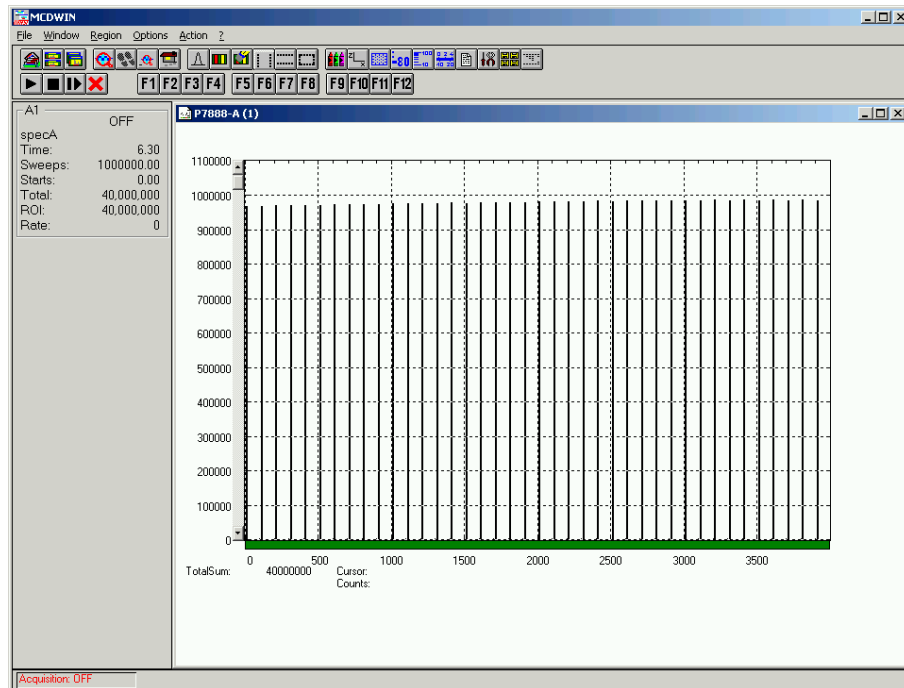 MCDWIN
File Window Region Options Action ?
F1 F2 F3 F4 F5 F6 F7 F8 F9 F10 F11 F12
A1
OFF
specA
Time: 6.30
Sweeps: 1000000.00
Starts: 0.00
Total: 40,000,000
ROI: 40,000,000
Rate: 0
P7888-A (1)
1100000
1000000
900000
800000
700000
600000
500000
400000
300000
200000
100000
0
0 500 1000 1500 2000 2500 3000 3500
TotalSum: 40000000 Cursor:
Counts:
Acquisition: OFF